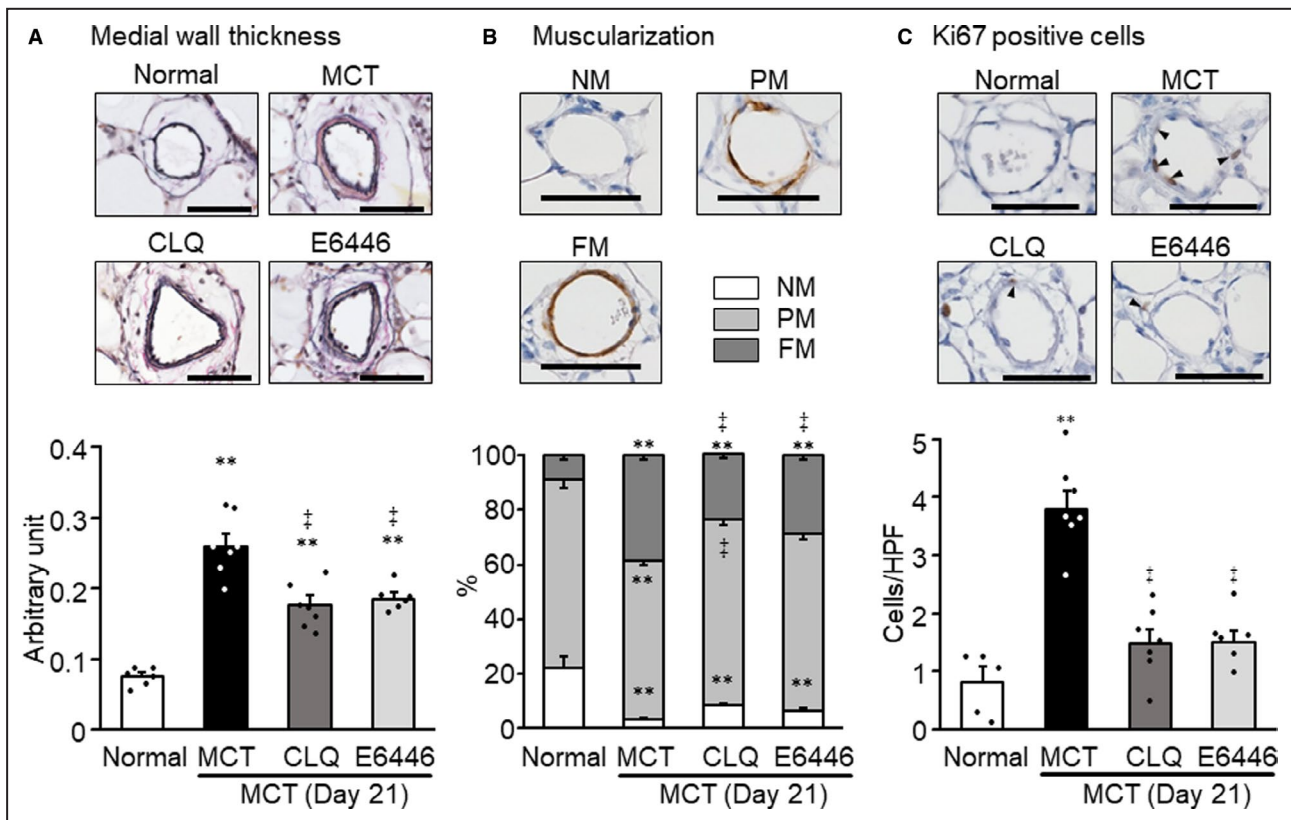 A Medial wall thickness
Normal MCT
CLQ E6446
0.4
0.3
0.2
0.1
0
Arbitrary unit
**
‡
**
‡
**
Normal MCT CLQ E6446
MCT (Day 21)
B Muscularization
NM PM
FM
NM
PM
FM
100
80
60
40
20
0
%
**
‡
**
‡
**
**
‡
**
**
**
Normal MCT CLQ E6446
MCT (Day 21)
C Ki67 positive cells
Normal MCT
CLQ E6446
5
4
3
2
1
0
Cells/HPF
**
‡
‡
Normal MCT CLQ E6446
MCT (Day 21)